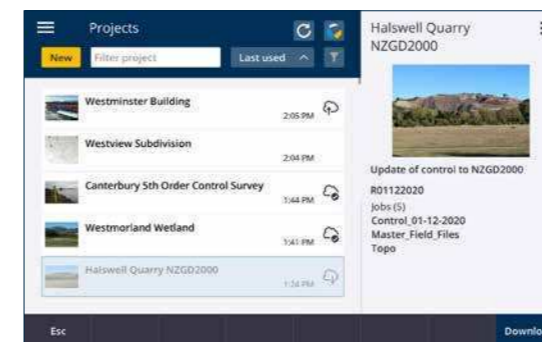 Projects
New
Filter project
Last used
Westminster Building
2:05 PM
Westview Subdivision
2:04 PM
Canterbury 5th Order Control Survey
1:44 PM
Westmorland Wetland
1:41 PM
Halswell Quarry NZGD2000
1:34 PM
Esc
Halswell Quarry
NZGD2000
Update of control to NZGD2000
R01122020
Jobs (5)
Control_01-12-2020
Master_Field_Files
Topo
Downlo